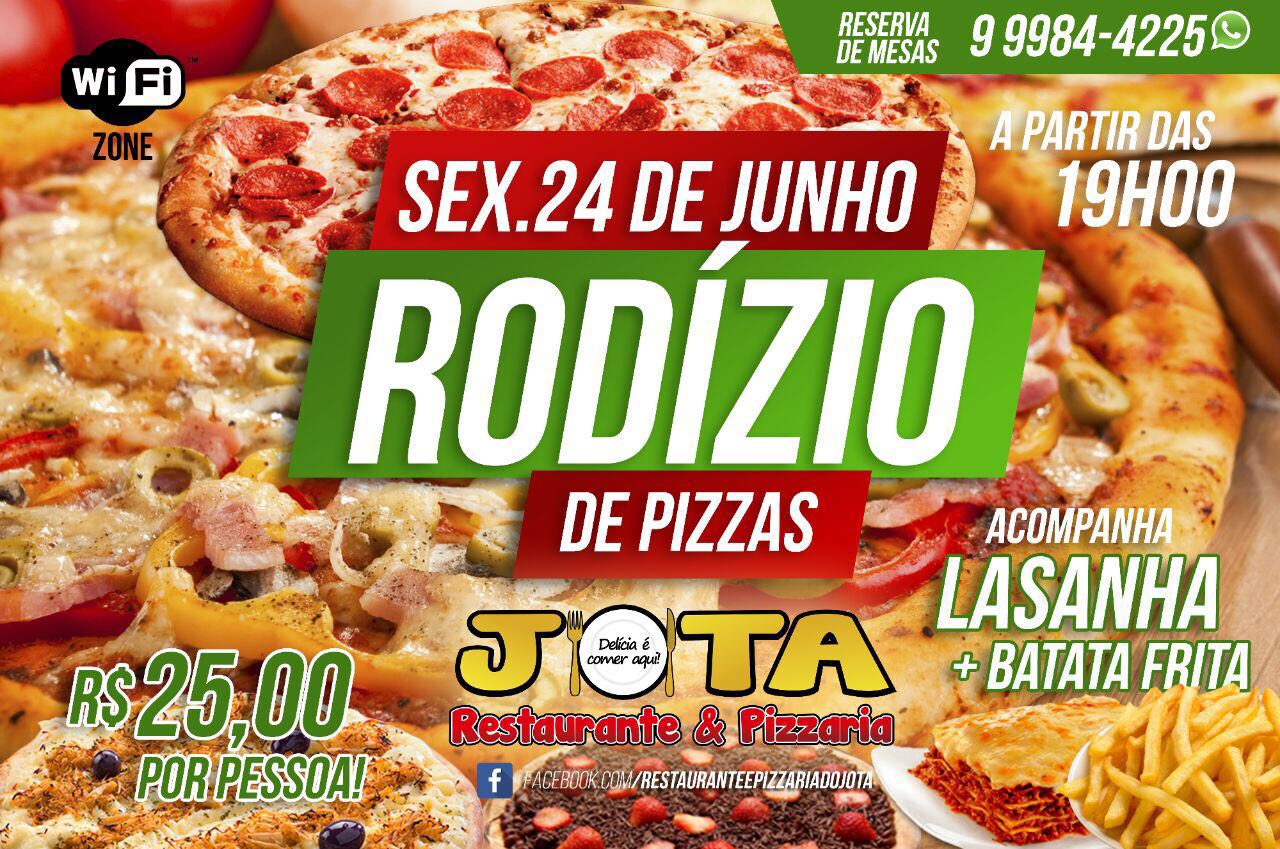 RESERVA
DE MESAS
9 9984-4225
Wi Fi™
ZONE
A PARTIR DAS
19H00
SEX.24 DE JUNHO
RODÍZIO
DE PIZZAS
ACOMPANHA
LASANHA
+ BATATA FRITA
R$ 25,00
POR PESSOA!
JOTA
Delícia é
comer aqui!
Restaurante & Pizzaria
f FACEBOOK.COM/RESTAURANTEEPIZZARIADOJOTA